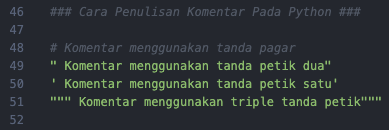 46 ### Cara Penulisan Komentar Pada Python ###
47
48 # Komentar menggunakan tanda pagar
49 " Komentar menggunakan tanda petik dua"
50 ' Komentar menggunakan tanda petik satu'
51 """ Komentar menggunakan triple tanda petik"""
52